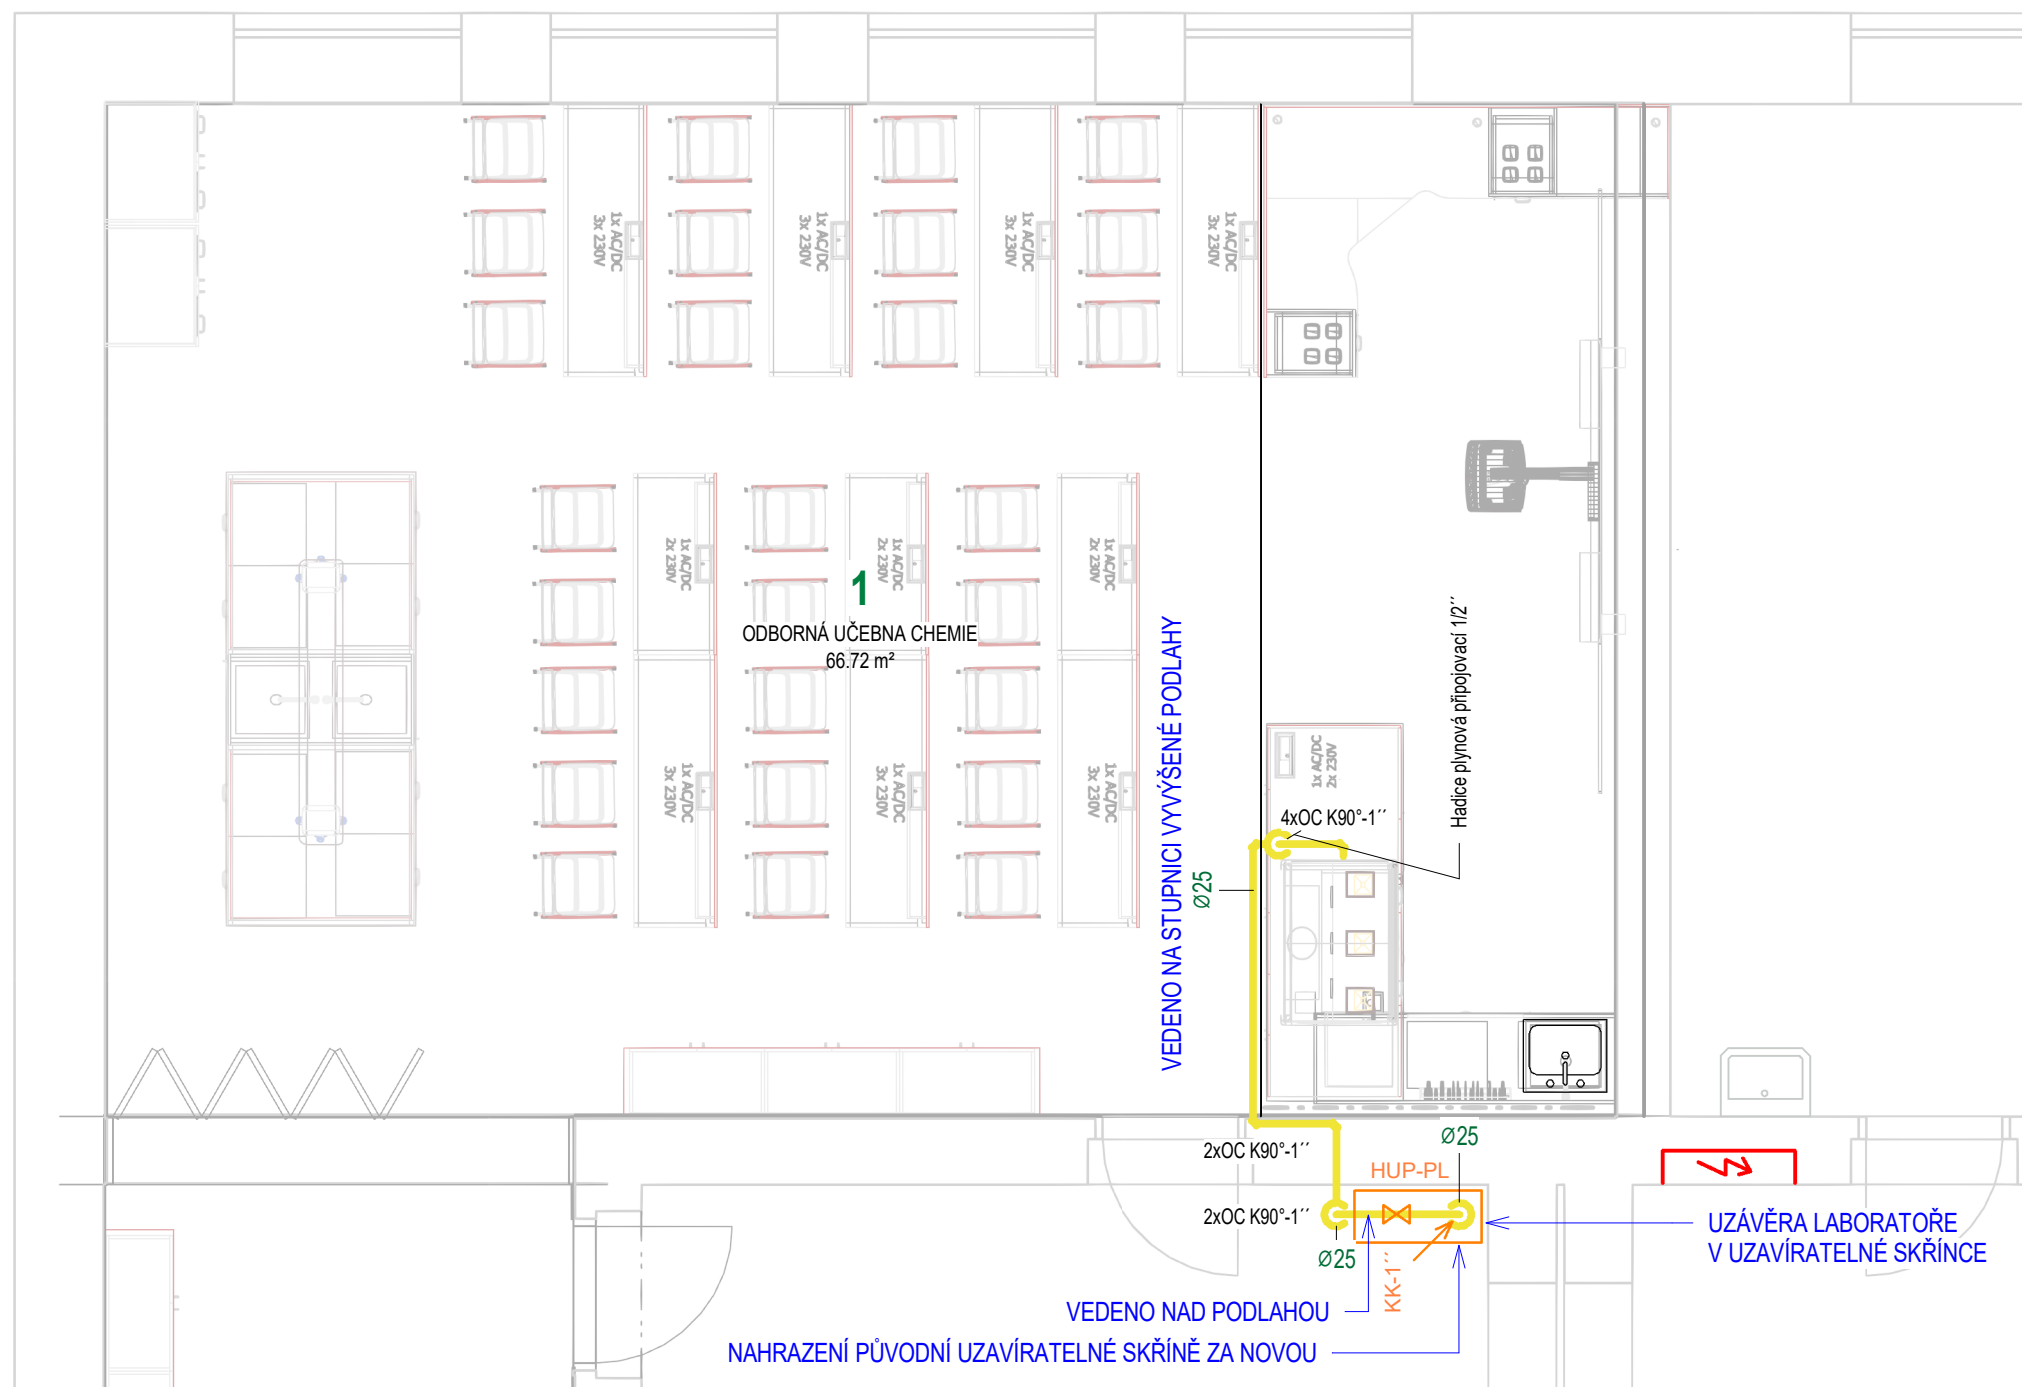 1x AC/DC
3x 230V
1x AC/DC
3x 230V
1x AC/DC
3x 230V
1x AC/DC
3x 230V
1x AC/DC
2x 230V
1x AC/DC
2x 230V
1x AC/DC
2x 230V
1
ODBORNÁ UČEBNA CHEMIE
66.72 m²
1x AC/DC
3x 230V
1x AC/DC
3x 230V
1x AC/DC
3x 230V
VEDENO NA STUPNICI VYVÝŠENÉ PODLAHY
Ø25
1x AC/DC
2x 230V
4xOC K90°-1´´
Hadice plynová připojovací 1/2´´
2xOC K90°-1´´
Ø25
HUP-PL
2xOC K90°-1´´
Ø25
KK-1´´
UZÁVĚRA LABORATOŘE
V UZAVÍRATELNÉ SKŘÍNCE
VEDENO NAD PODLAHOU
NAHRAZENÍ PŮVODNÍ UZAVÍRATELNÉ SKŘÍNĚ ZA NOVOU